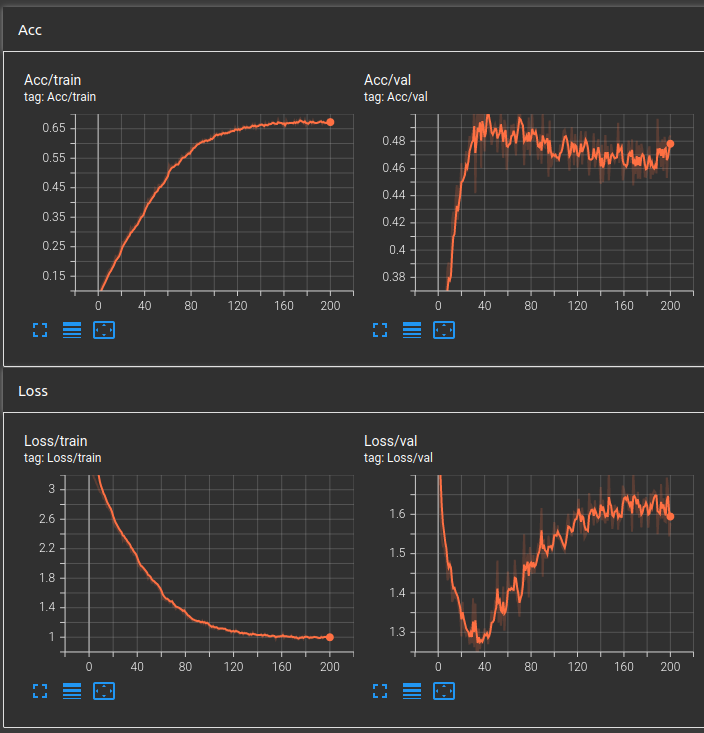 Acc
Acc/train
tag: Acc/train
Acc/val
tag: Acc/val
0.65
0.55
0.45
0.35
0.25
0.15
0 40 80 120 160 200
0.48
0.46
0.44
0.42
0.4
0.38
0 40 80 120 160 200
Loss
Loss/train
tag: Loss/train
Loss/val
tag: Loss/val
3
2.6
2.2
1.8
1.4
1
0 40 80 120 160 200
1.6
1.5
1.4
1.3
0 40 80 120 160 200